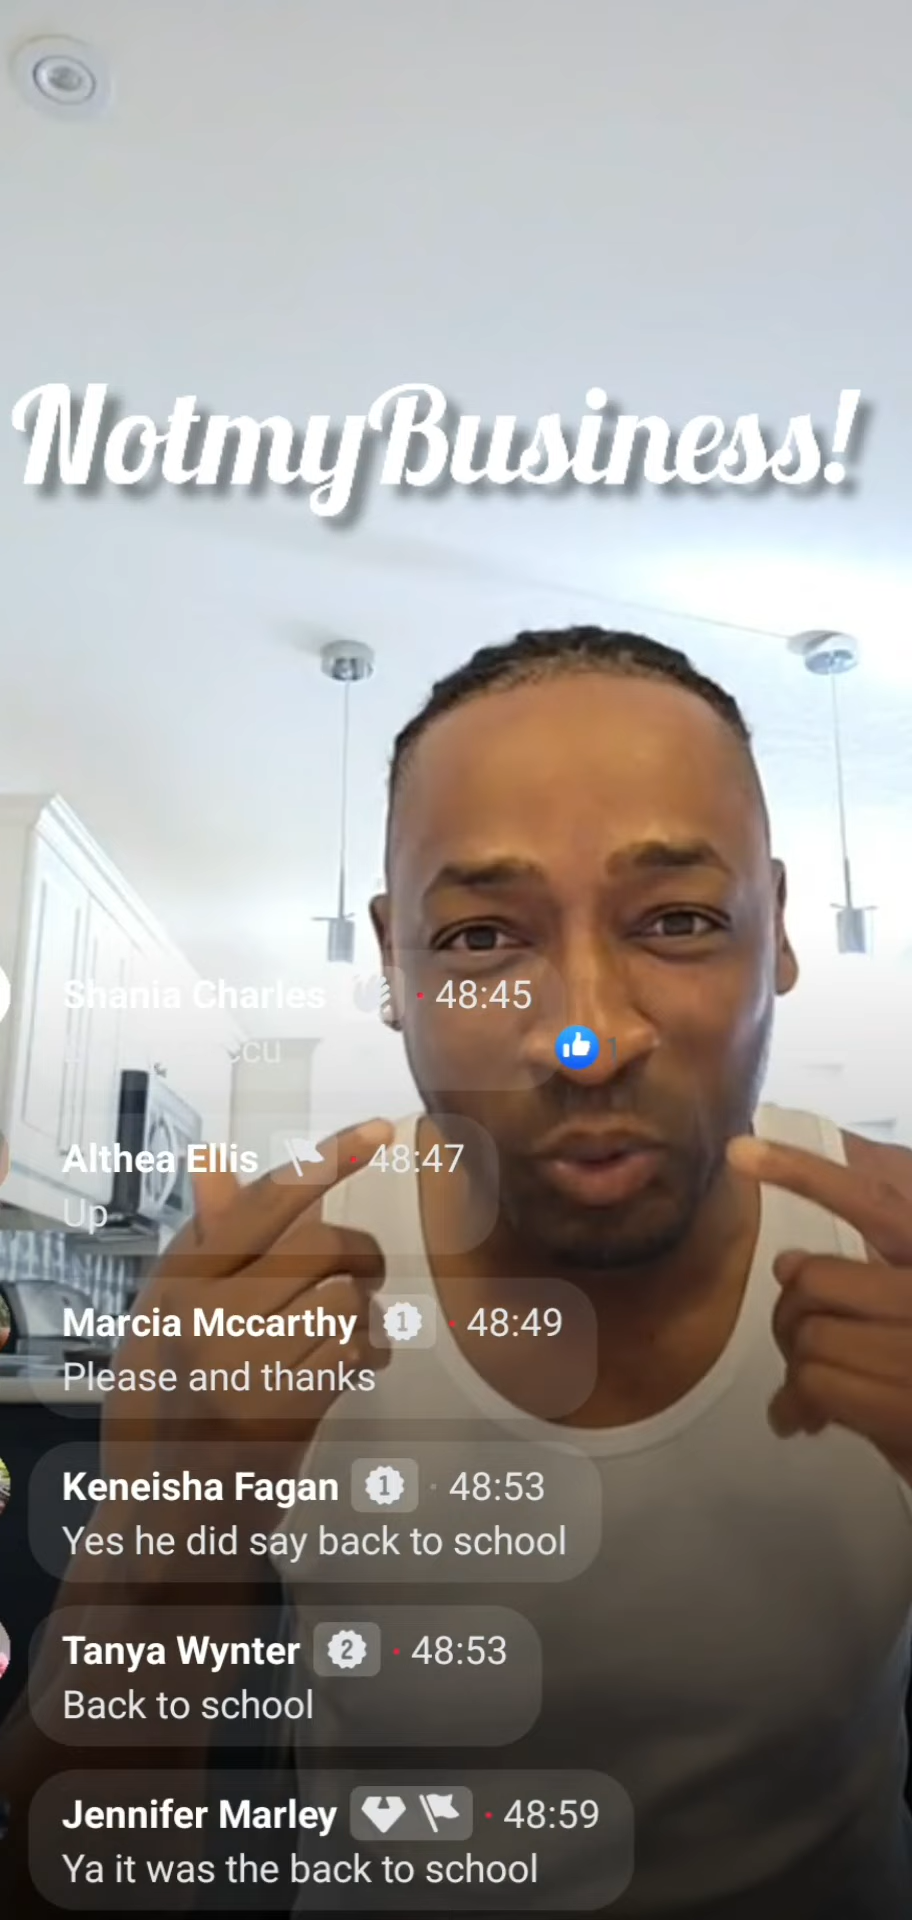 NotmyBusiness!
Shania Charles 48:45
1
Althea Ellis 48:47
Up
Marcia Mccarthy 1 48:49
Please and thanks
Keneisha Fagan 1 48:53
Yes he did say back to school
Tanya Wynter 2 48:53
Back to school
Jennifer Marley 48:59
Ya it was the back to school